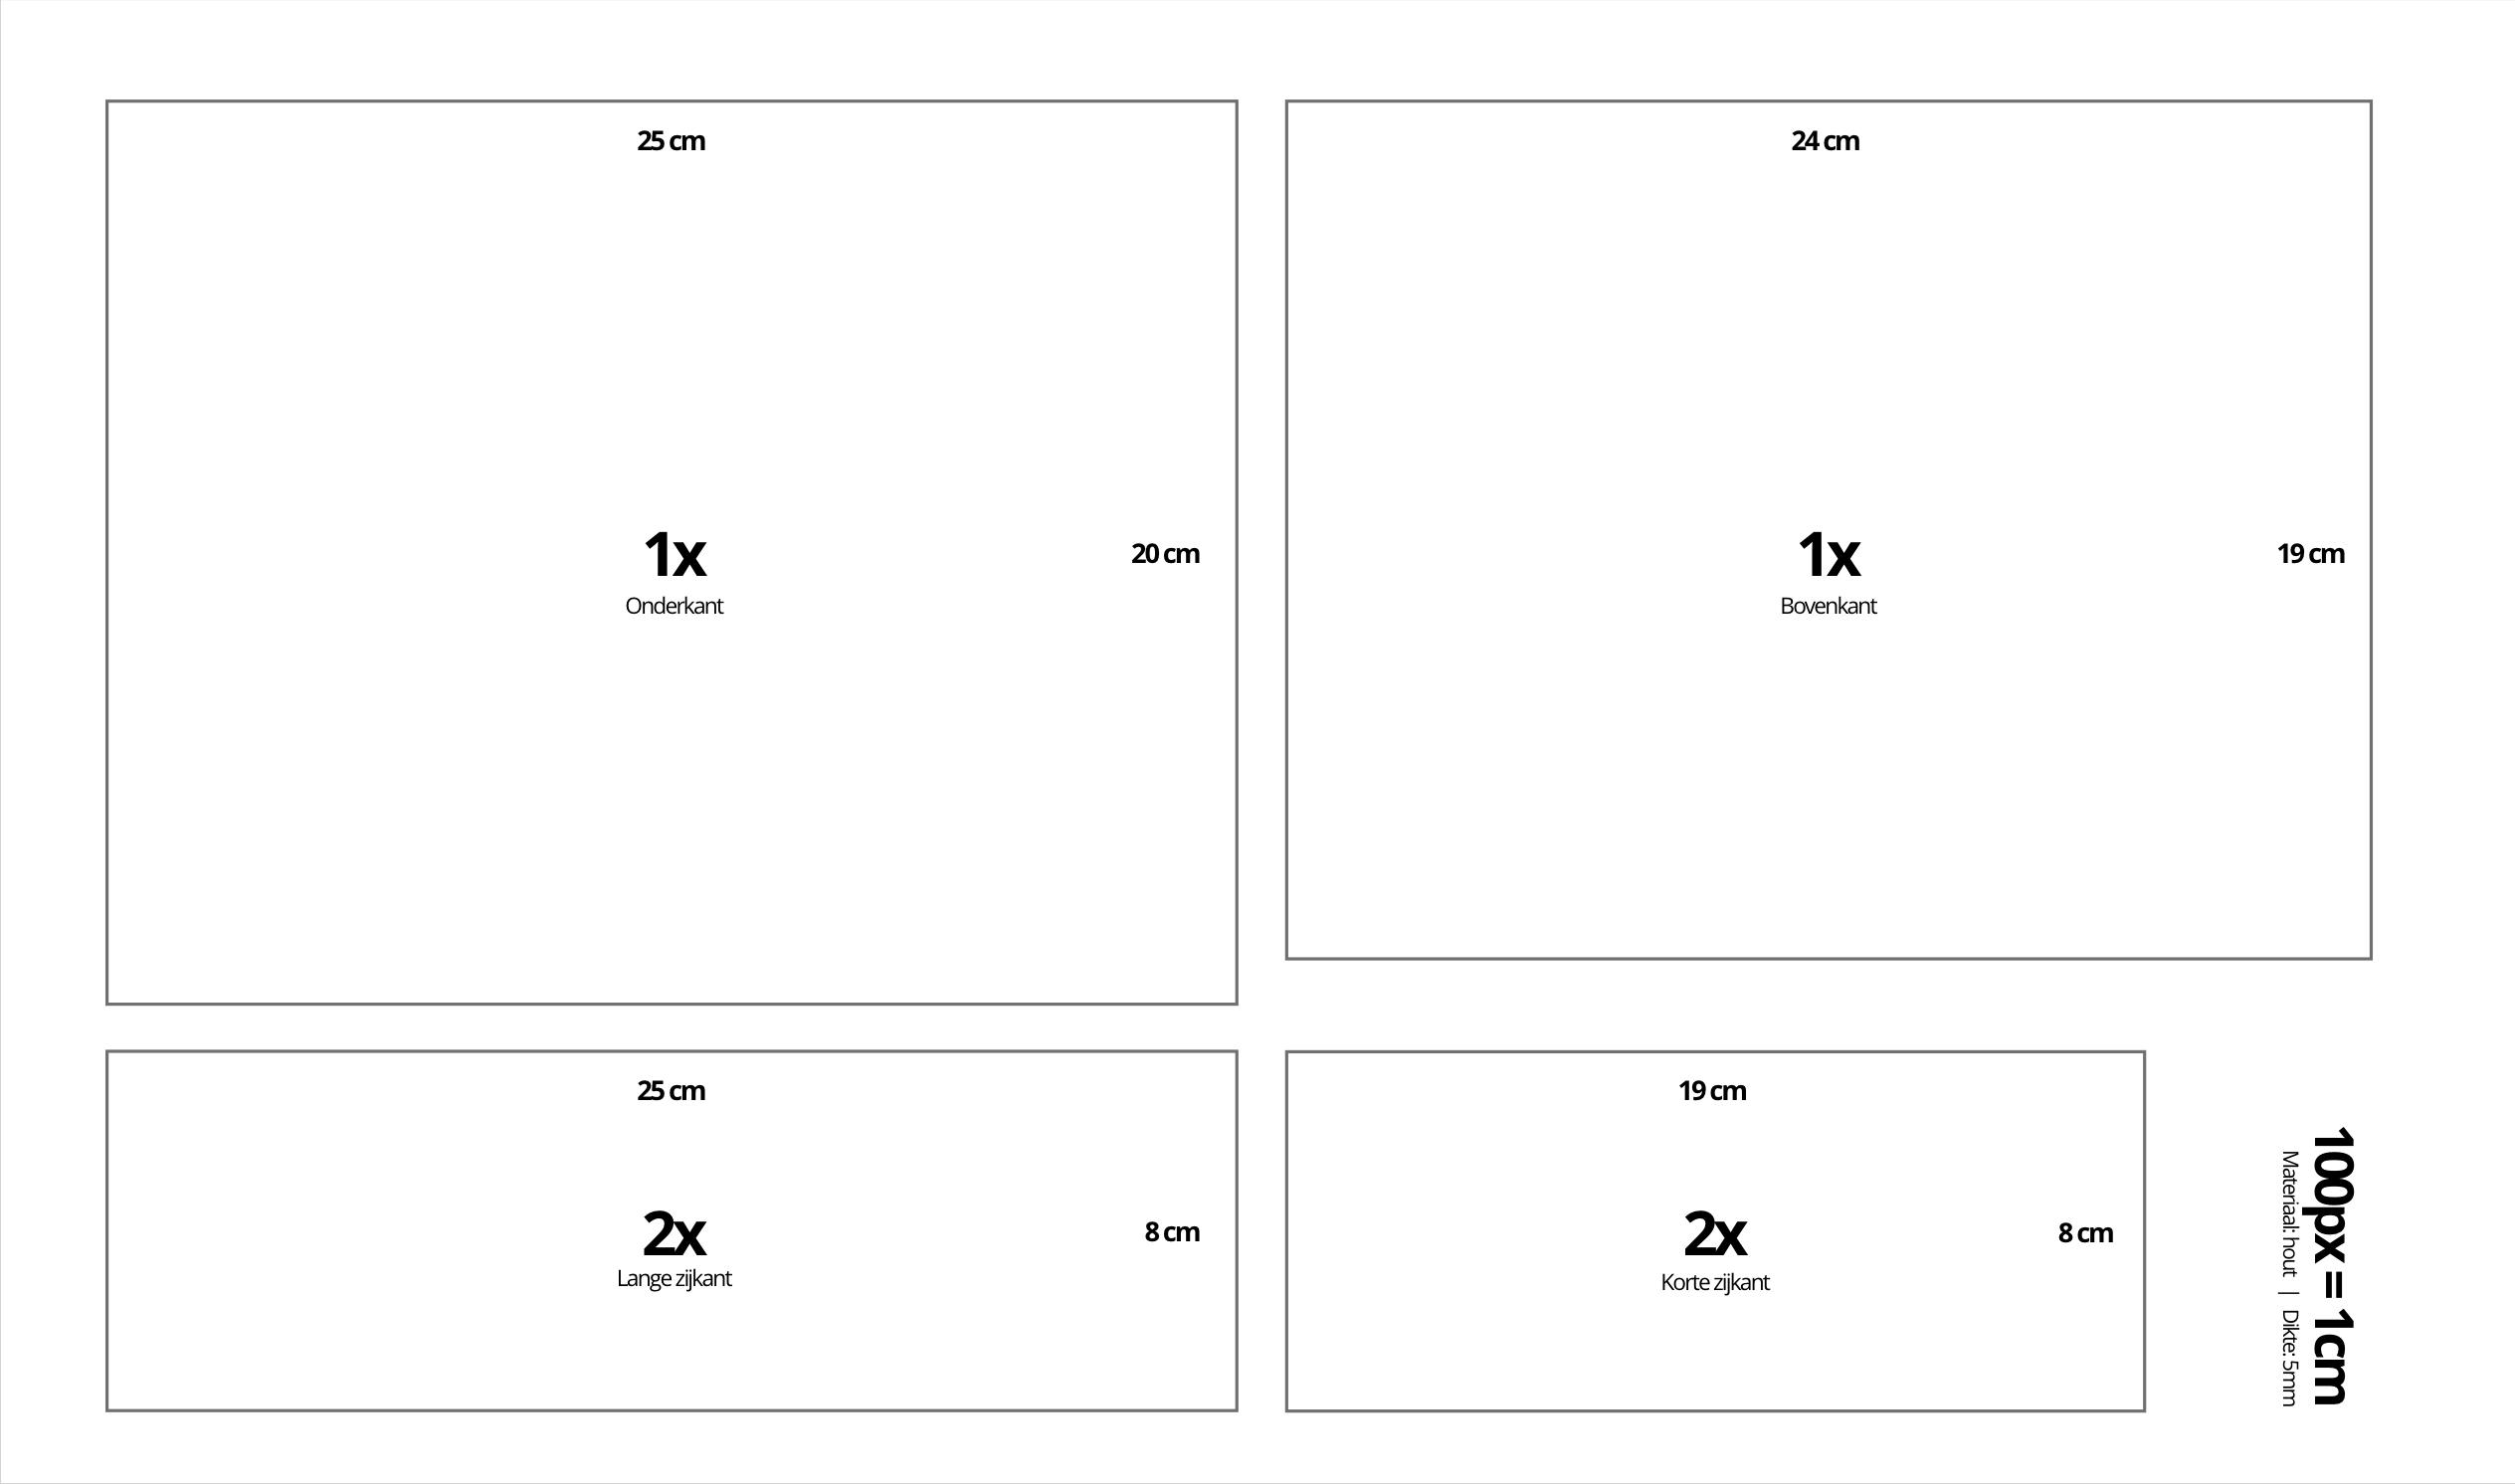 25 cm
20 cm
1x
Onderkant
24 cm
19 cm
1x
Bovenkant
25 cm
8 cm
2x
Lange zijkant
19 cm
8 cm
2x
Korte zijkant
100px = 1cm
Materiaal: hout | Dikte: 5mm